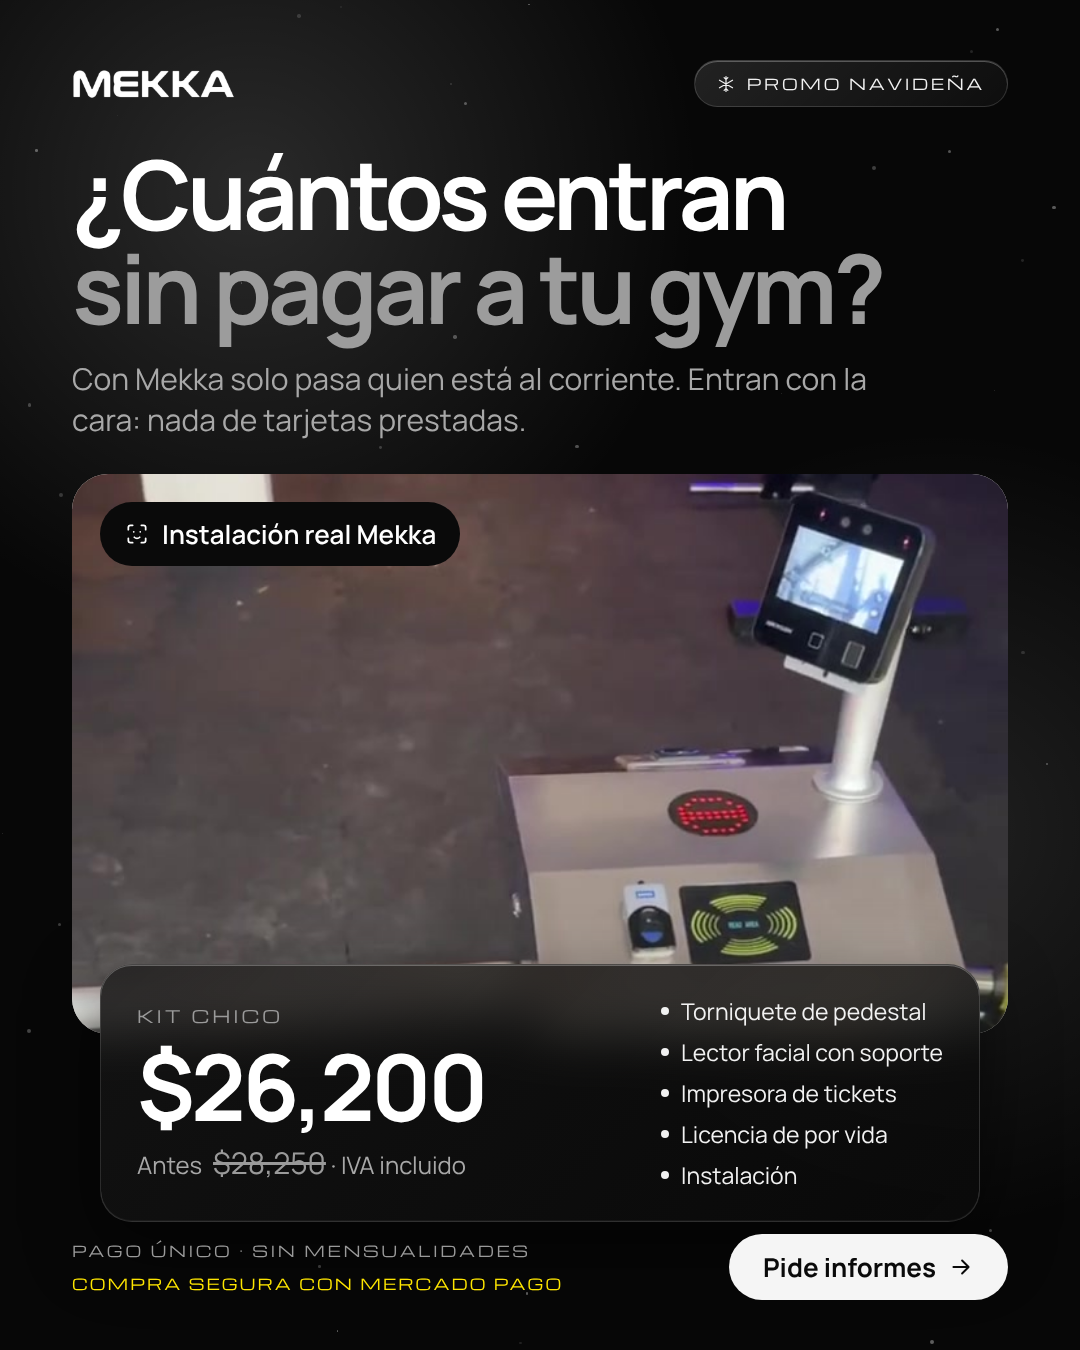 MEKKA
PROMO NAVIDEÑA
¿Cuántos entran
sin pagar a tu gym?
Con Mekka solo pasa quien está al corriente. Entran con la
cara: nada de tarjetas prestadas.
Instalación real Mekka
KIT CHICO
$26,200
Antes $28,250 · IVA incluido
Torniquete de pedestal
Lector facial con soporte
Impresora de tickets
Licencia de por vida
Instalación
PAGO ÚNICO · SIN MENSUALIDADES
COMPRA SEGURA CON MERCADO PAGO
Pide informes →